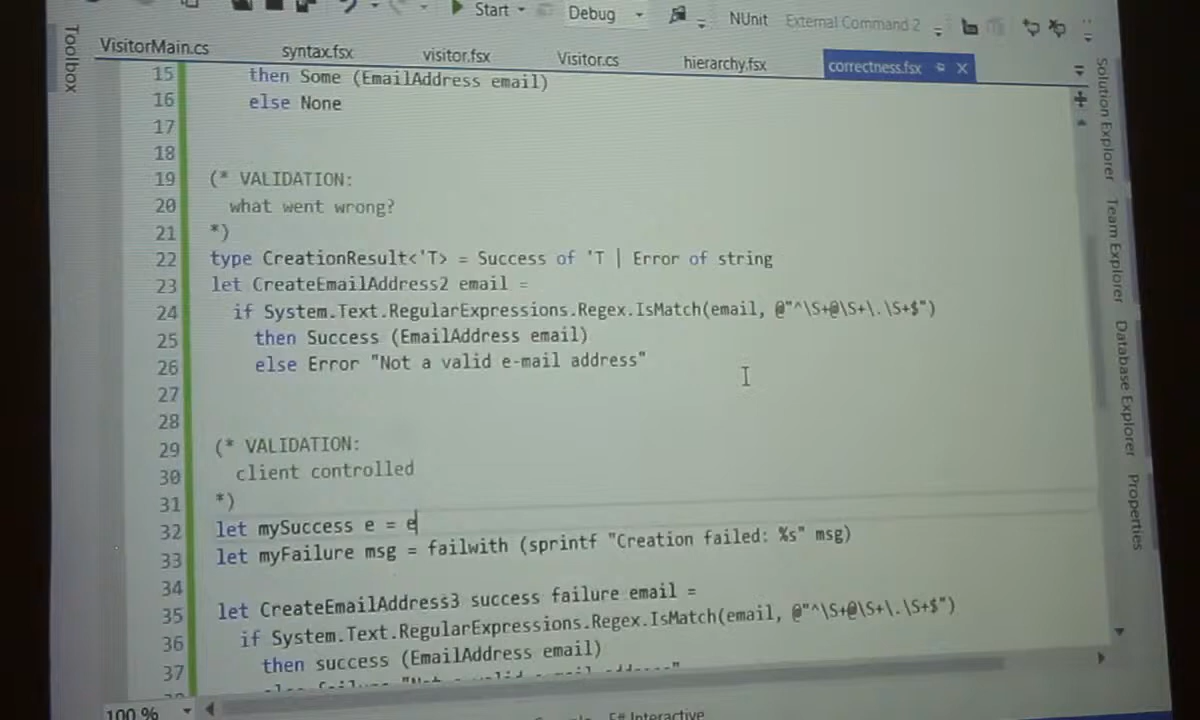 Start
Debug
NUnit
External Command 2
Toolbox
VisitorMain.cs
syntax.fsx
visitor.fsx
Visitor.cs
hierarchy.fsx
correctness.fsx
15 then Some (EmailAddress email)
16 else None
17
18
19 (* VALIDATION:
20 what went wrong?
21 *)
22 type CreationResult<'T> = Success of 'T | Error of string
23 let CreateEmailAddress2 email =
24 if System.Text.RegularExpressions.Regex.IsMatch(email, @"^\S+@\S+\.\S+$")
25 then Success (EmailAddress email)
26 else Error "Not a valid e-mail address"
27
28
29 (* VALIDATION:
30 client controlled
31 *)
32 let mySuccess e = e
33 let myFailure msg = failwith (sprintf "Creation failed: %s" msg)
34
35 let CreateEmailAddress3 success failure email =
36 if System.Text.RegularExpressions.Regex.IsMatch(email, @"^\S+@\S+\.\S+$")
37 then success (EmailAddress email)
100 %
F# Interactive
Solution Explorer
Team Explorer
Database Explorer
Properties